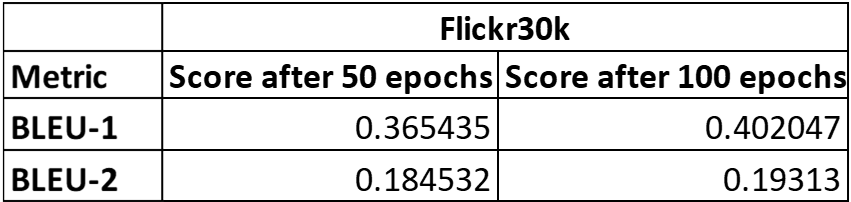 Flickr30k
Metric Score after 50 epochs Score after 100 epochs
BLEU-1 0.365435 0.402047
BLEU-2 0.184532 0.19313